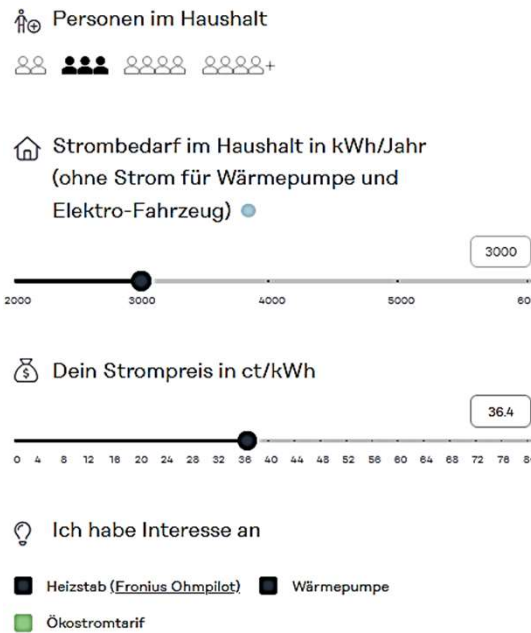 Personen im Haushalt
+
Strombedarf im Haushalt in kWh/Jahr
(ohne Strom für Wärmepumpe und
Elektro-Fahrzeug)
3000
2000 3000 4000 5000 60
Dein Strompreis in ct/kWh
36.4
0 4 8 12 16 20 24 28 32 36 40 44 48 52 56 60 64 68 72 76 8
Ich habe Interesse an
Heizstab (Fronius Ohmpilot) Wärmepumpe
Ökostromtarif